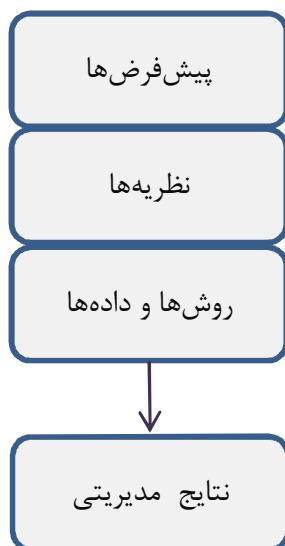 پیش‌فرض‌ها
نظریه‌ها
روش‌ها و داده‌ها
نتایج مدیریتی